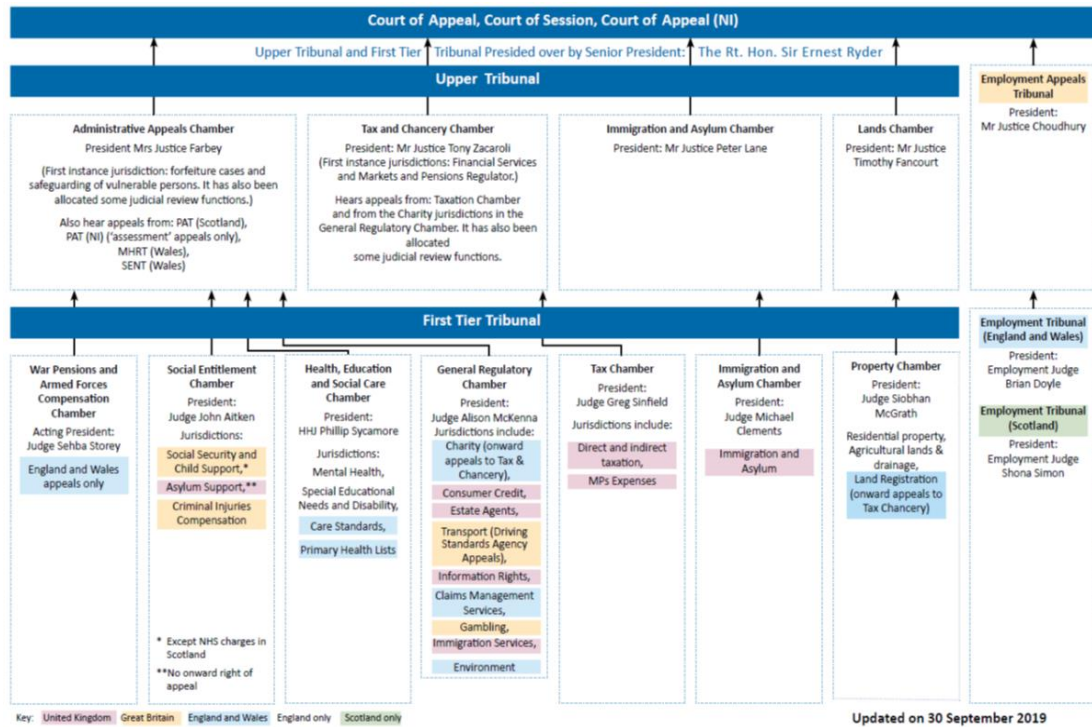 Court of Appeal, Court of Session, Court of Appeal (NI)
Upper Tribunal and First Tier Tribunal Presided over by Senior President: The Rt. Hon. Sir Ernest Ryder
Upper Tribunal
Administrative Appeals Chamber
President Mrs Justice Farbey
(First instance jurisdiction: forfeiture cases and
safeguarding of vulnerable persons. It has also been
allocated some judicial review functions.)
Also hear appeals from: PAT (Scotland),
PAT (NI) ('assessment' appeals only),
MHRT (Wales),
SENT (Wales)
Tax and Chancery Chamber
President: Mr Justice Tony Zacaroli
(First instance jurisdictions: Financial Services
and Markets and Pensions Regulator.)
Hears appeals from: Taxation Chamber
and from the Charity jurisdictions in the
General Regulatory Chamber. It has also been
allocated
some judicial review functions.
Immigration and Asylum Chamber
President: Mr Justice Peter Lane
Lands Chamber
President: Mr Justice
Timothy Fancourt
Employment Appeals
Tribunal
President:
Mr Justice Choudhury
First Tier Tribunal
War Pensions and
Armed Forces
Compensation
Chamber
Acting President:
Judge Sehba Storey
England and Wales
appeals only
Social Entitlement
Chamber
President:
Judge John Aitken
Jurisdictions:
Social Security and
Child Support,*
Asylum Support,**
Criminal Injuries
Compensation
* Except NHS charges in
Scotland
**No onward right of
appeal
Health, Education
and Social Care
Chamber
President:
HHJ Phillip Sycamore
Jurisdictions:
Mental Health,
Special Educational
Needs and Disability,
Care Standards,
Primary Health Lists
General Regulatory
Chamber
President:
Judge Alison McKenna
Jurisdictions include:
Charity (onward
appeals to Tax &
Chancery),
Consumer Credit,
Estate Agents,
Transport (Driving
Standards Agency
Appeals),
Information Rights,
Claims Management
Services,
Gambling,
Immigration Services,
Environment
Tax Chamber
President:
Judge Greg Sinfield
Jurisdictions include:
Direct and indirect
taxation,
MPs Expenses
Immigration and
Asylum Chamber
President:
Judge Michael
Clements
Immigration and
Asylum
Property Chamber
President:
Judge Siobhan
McGrath
Residential property,
Agricultural lands &
drainage,
Land Registration
(onward appeals to
Tax Chancery)
Employment Tribunal
(England and Wales)
President:
Employment Judge
Brian Doyle
Employment Tribunal
(Scotland)
President:
Employment Judge
Shona Simon
Key: United Kingdom Great Britain England and Wales England only Scotland only
Updated on 30 September 2019